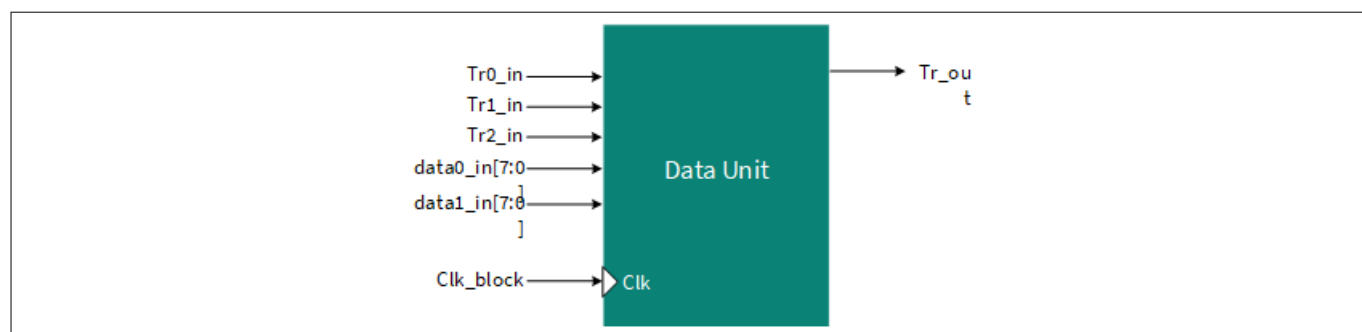 Tr0_in
Tr1_in
Tr2_in
data0_in[7:0
]
data1_in[7:0
]
Clk_block
Data Unit
Clk
Tr_ou
t